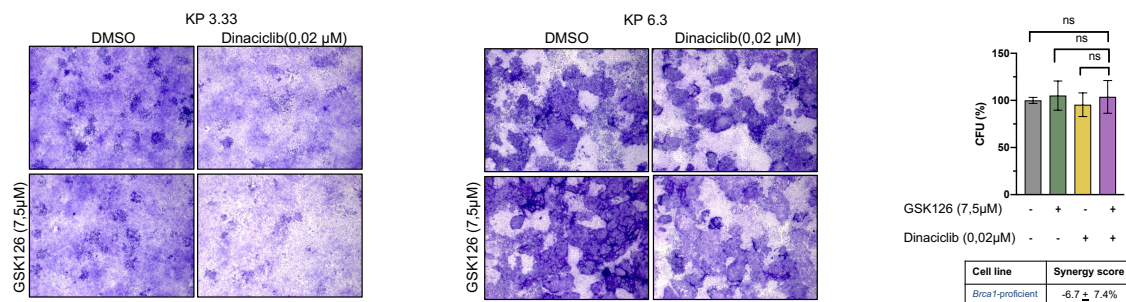 KP 3.33
DMSO Dinaciclib(0,02 µM)
GSK126 (7,5µM)
KP 6.3
DMSO Dinaciclib(0,02 µM)
GSK126 (7,5µM)
ns
ns
ns
150
100
50
0
CFU (%)
GSK126 (7,5µM) - + - +
Dinaciclib (0,02µM) - - + +
Cell line Synergy score
Brca1-proficient -6.7 ± 7.4%